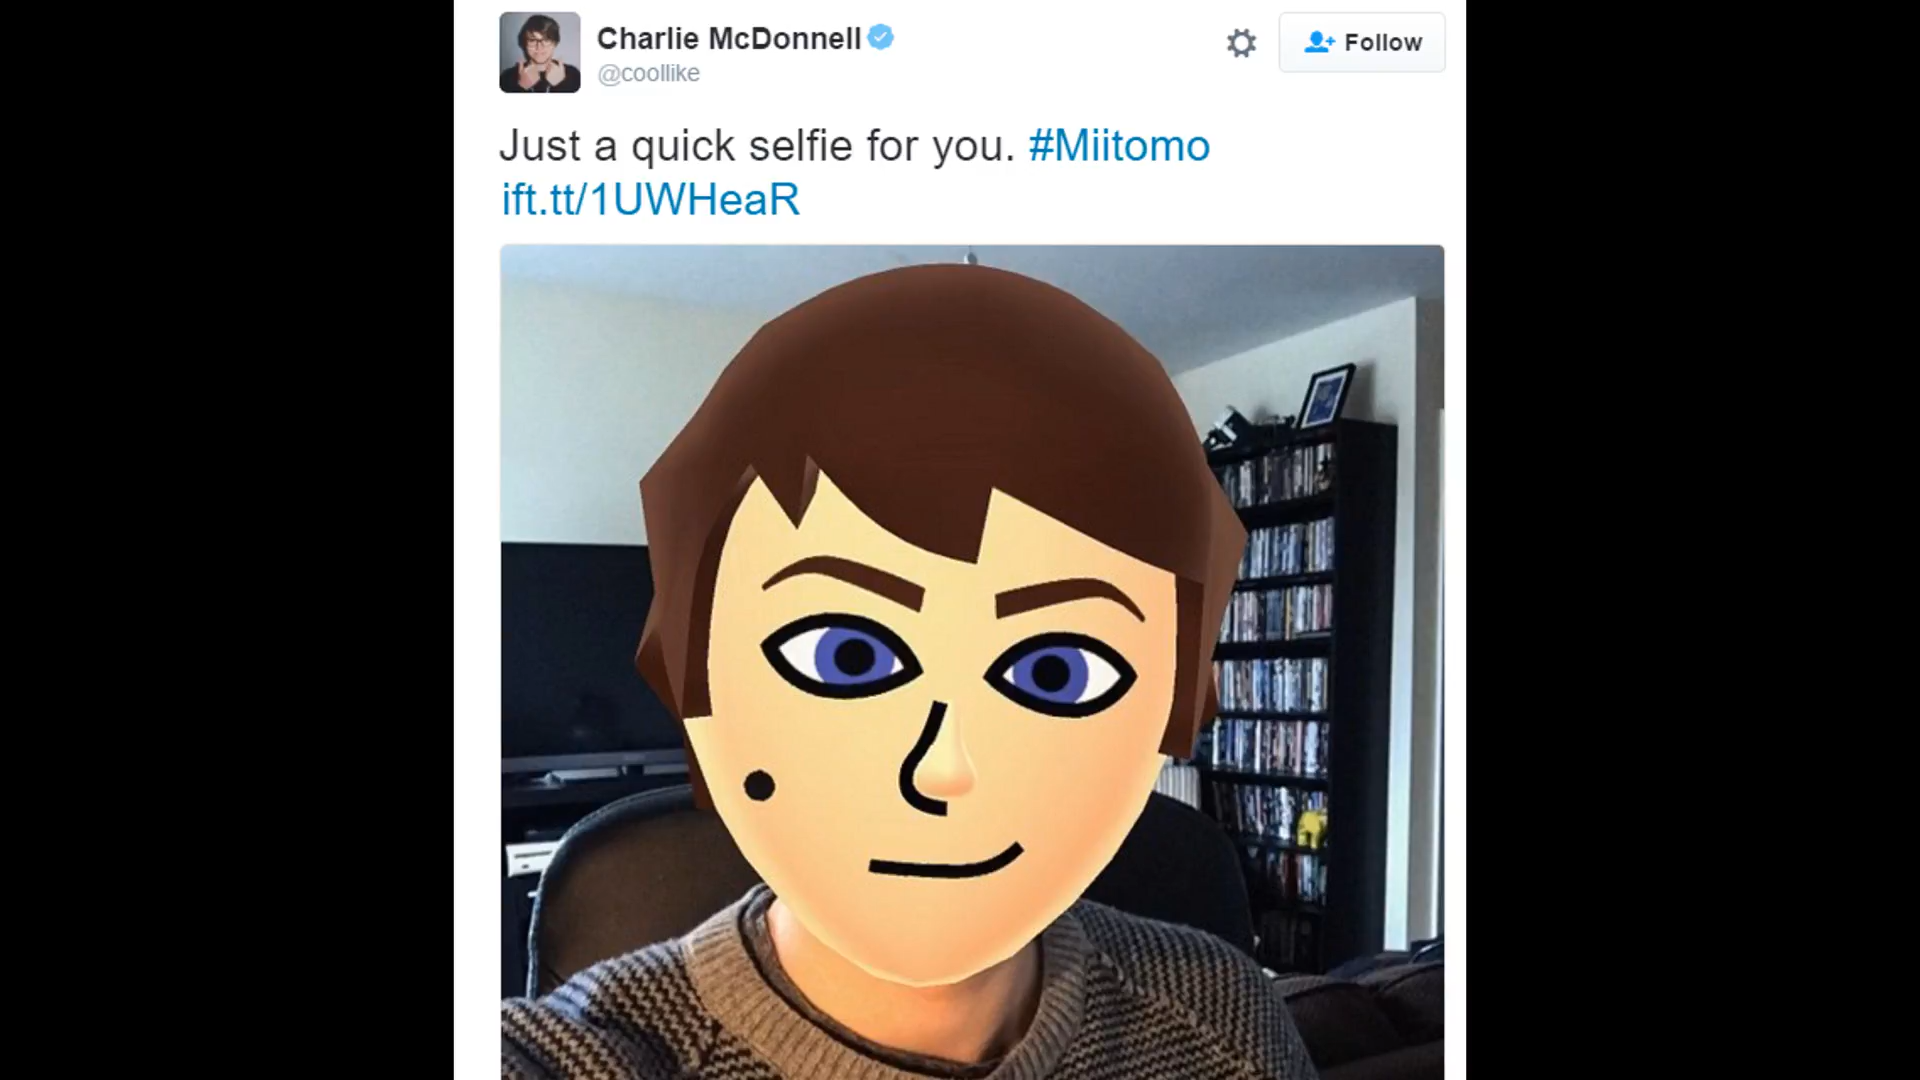 Charlie McDonnell
@coollike
Follow
Just a quick selfie for you. #Miitomo
ift.tt/1UWHeaR